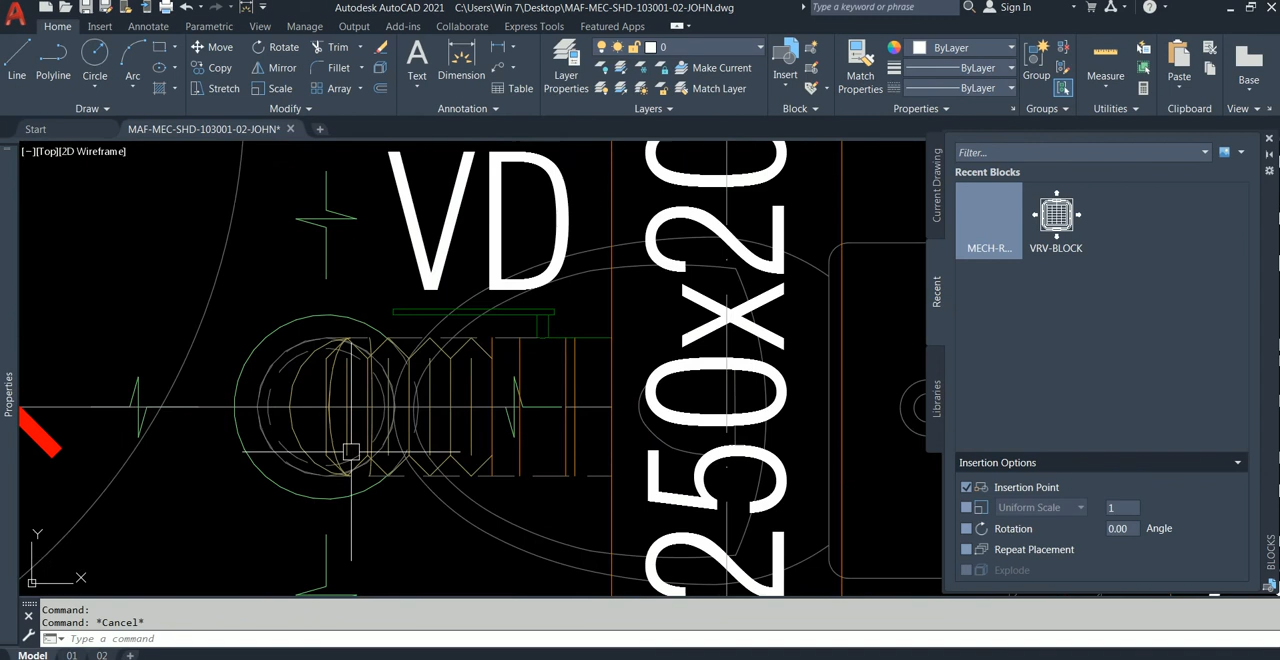 Autodesk AutoCAD 2021 C:\Users\Win 7\Desktop\MAF-MEC-SHD-103001-02-JOHN.dwg
Type a keyword or phrase
Sign In
Home Insert Annotate Parametric View Manage Output Add-ins Collaborate Express Tools Featured Apps
Line Polyline Circle Arc
Move Rotate Trim
Copy Mirror Fillet
Stretch Scale Array
Text Dimension Table
Layer Properties
0
Make Current
Match Layer
Insert
Match Properties
ByLayer
ByLayer
ByLayer
Group
Measure
Paste
Base
Draw Modify Annotation Layers Block Properties Groups Utilities Clipboard View
Start MAF-MEC-SHD-103001-02-JOHN*
[−][Top][2D Wireframe]
Properties
VD
250x20
Y
X
Current Drawing
Recent
Libraries
Filter...
Recent Blocks
MECH-R... VRV-BLOCK
Insertion Options
Insertion Point
Uniform Scale 1
Rotation 0.00 Angle
Repeat Placement
Explode
BLOCKS
Command:
Command: *Cancel*
Type a command
Model 01 02